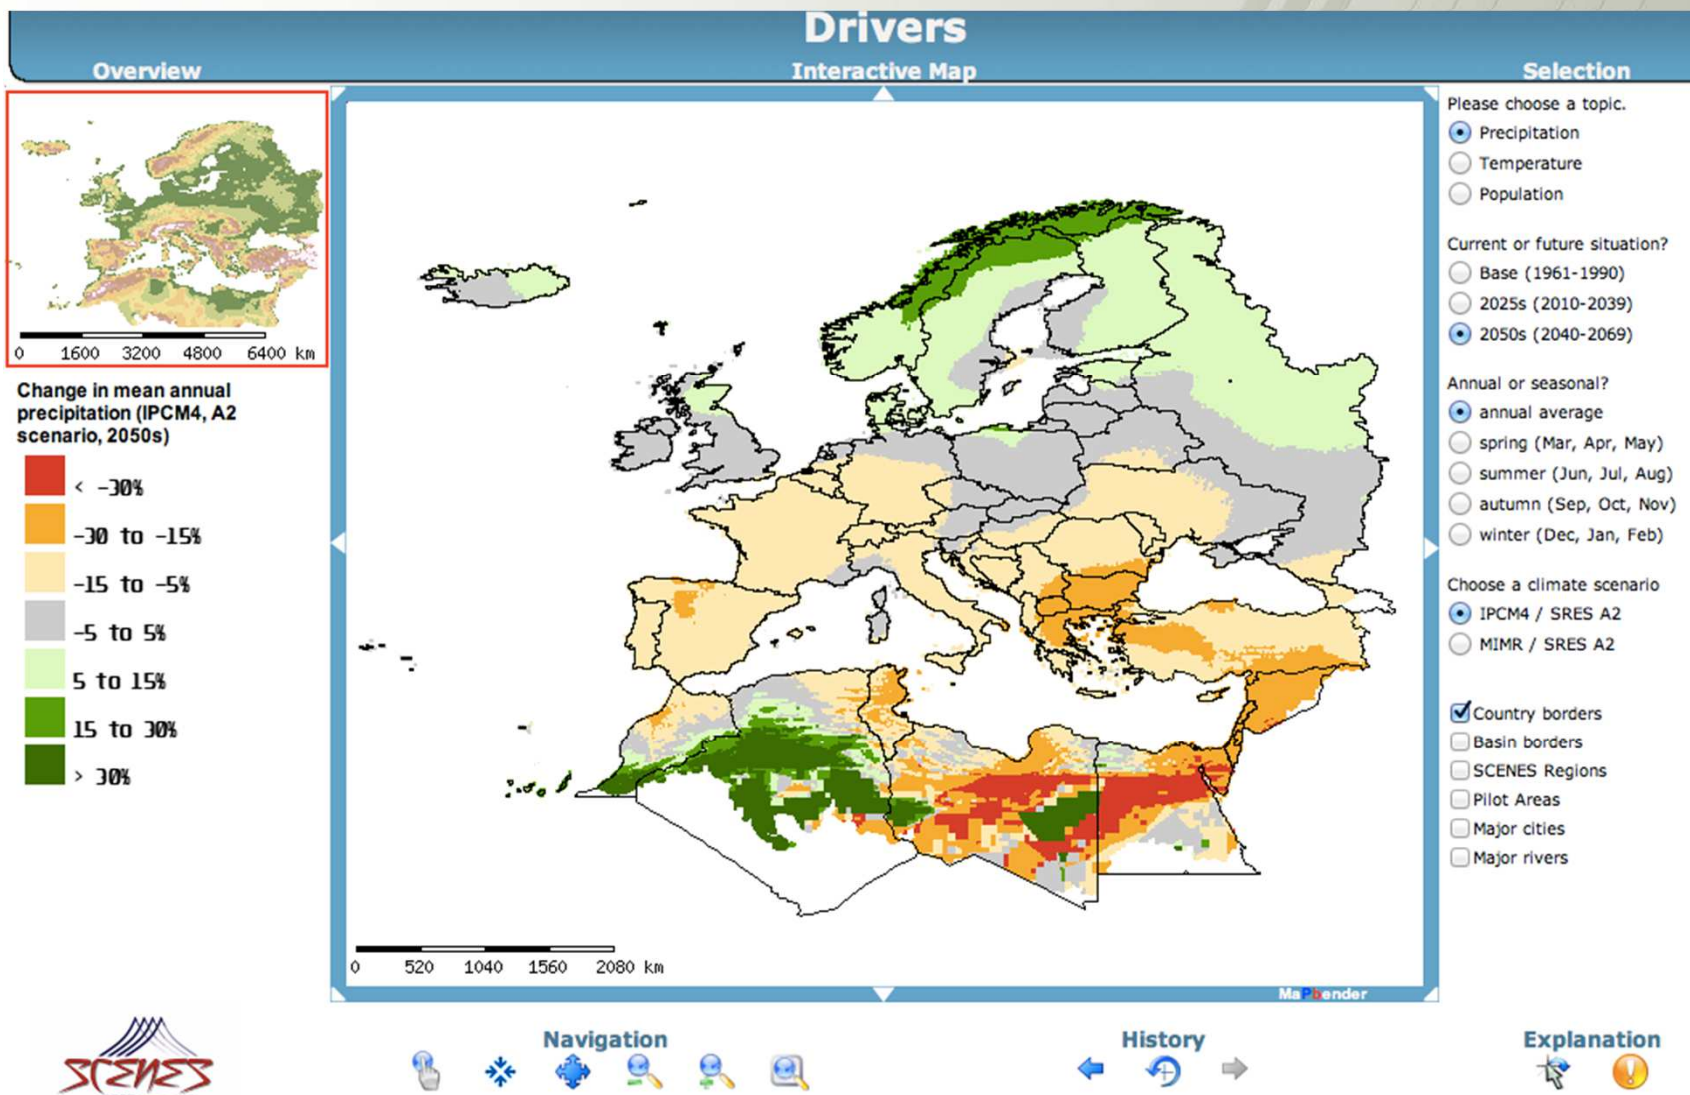 Drivers
Overview
Interactive Map
Selection
0 1600 3200 4800 6400 km
Change in mean annual
precipitation (IPCM4, A2
scenario, 2050s)
< -30%
-30 to -15%
-15 to -5%
-5 to 5%
5 to 15%
15 to 30%
> 30%
0 520 1040 1560 2080 km
MaPbender
Please choose a topic.
Precipitation
Temperature
Population
Current or future situation?
Base (1961-1990)
2025s (2010-2039)
2050s (2040-2069)
Annual or seasonal?
annual average
spring (Mar, Apr, May)
summer (Jun, Jul, Aug)
autumn (Sep, Oct, Nov)
winter (Dec, Jan, Feb)
Choose a climate scenario
IPCM4 / SRES A2
MIMR / SRES A2
Country borders
Basin borders
SCENES Regions
Pilot Areas
Major cities
Major rivers
SCENES
Navigation
History
Explanation